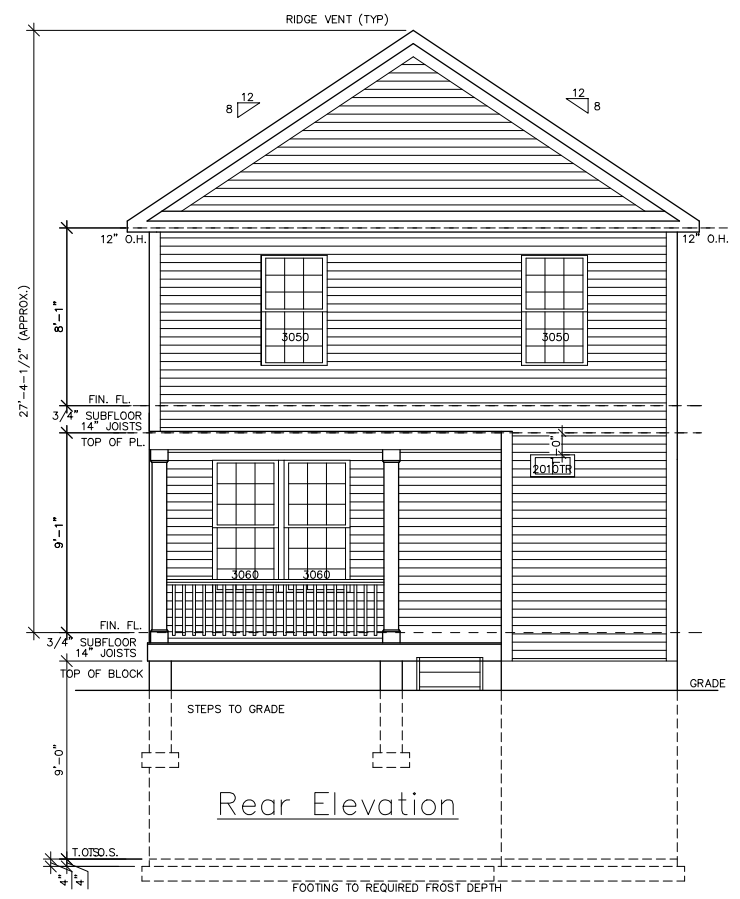 RIDGE VENT (TYP)
12
8
12
8
12" O.H.
12" O.H.
27'-4-1/2" (APPROX.)
8'-1"
3050
3050
FIN. FL.
3/4" SUBFLOOR
14" JOISTS
TOP OF PL.
1'-0"
2010TR
9'-1"
3060
3060
FIN. FL.
3/4" SUBFLOOR
14" JOISTS
TOP OF BLOCK
GRADE
STEPS TO GRADE
9'-0"
Rear Elevation
T.O.S.
4"
4"
FOOTING TO REQUIRED FROST DEPTH